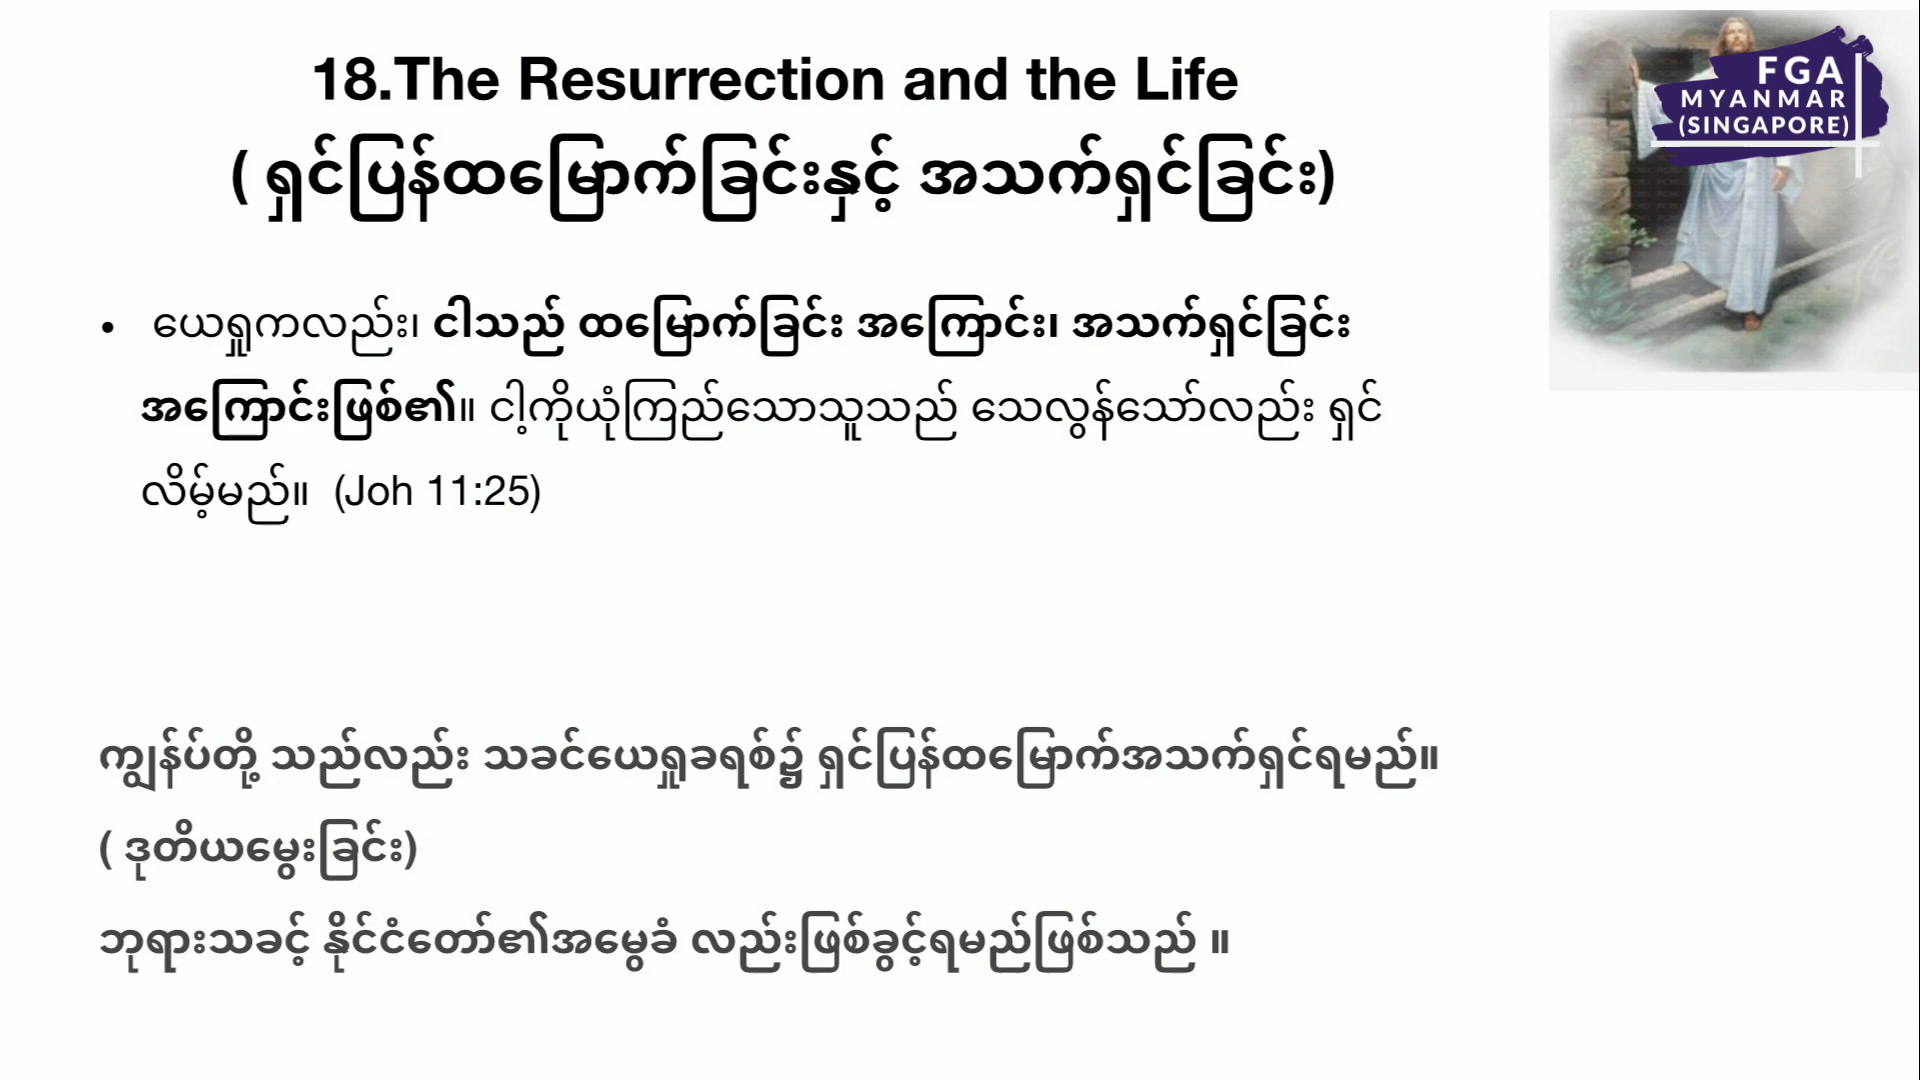 18.The Resurrection and the Life
( ရှင်ပြန်ထမြောက်ခြင်းနှင့် အသက်ရှင်ခြင်း)
FGA
MYANMAR
(SINGAPORE)
• ယေရှူကလည်း၊ ငါသည် ထမြောက်ခြင်း အကြောင်း၊ အသက်ရှင်ခြင်း
အကြောင်းဖြစ်၏။ ငါ့ကိုယုံကြည်သောသူသည် သေလွန်သော်လည်း ရှင်
လိမ့်မည်။ (Joh 11:25)
ကျွန်ုပ်တို့ သည်လည်း သခင်ယေရှူခရစ်၌ ရှင်ပြန်ထမြောက်အသက်ရှင်ရမည်။
( ဒုတိယမွေးခြင်း)
ဘုရားသခင့် နိုင်ငံတော်၏အမွေခံ လည်းဖြစ်ခွင့်ရမည်ဖြစ်သည် ။